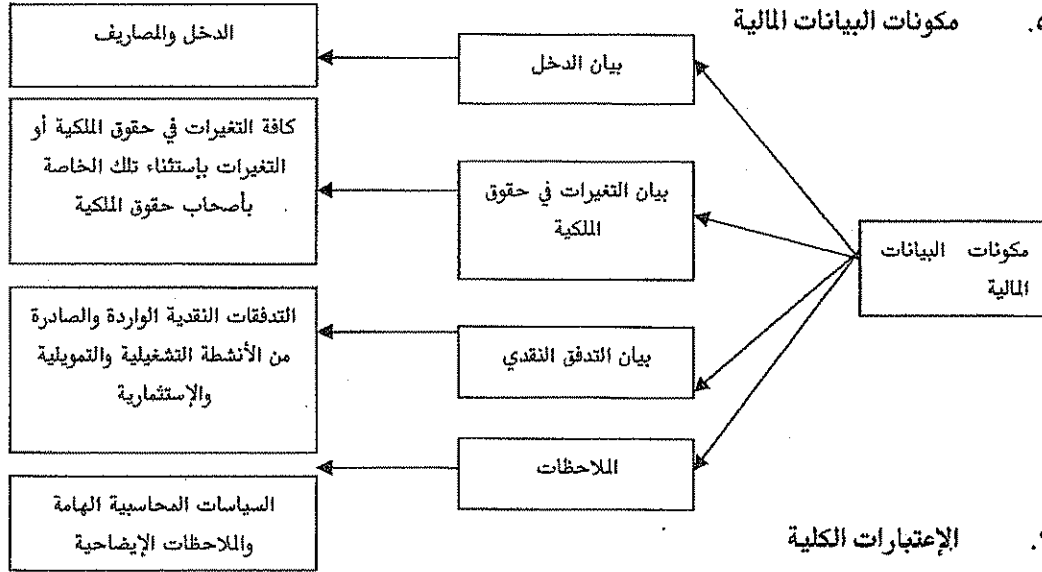 مكونات البيانات المالية
مكونات البيانات
المالية
بيان الدخل
الدخل والمصاريف
بيان التغيرات في حقوق
الملكية
كافة التغيرات في حقوق الملكية أو
التغيرات بإستثناء تلك الخاصة
بأصحاب حقوق الملكية
بيان التدفق النقدي
التدفقات النقدية الواردة والصادرة
من الأنشطة التشغيلية والتمويلية
والإستثمارية
الملاحظات
السياسات المحاسبية الهامة
والملاحظات الإيضاحية
الإعتبارات الكلية